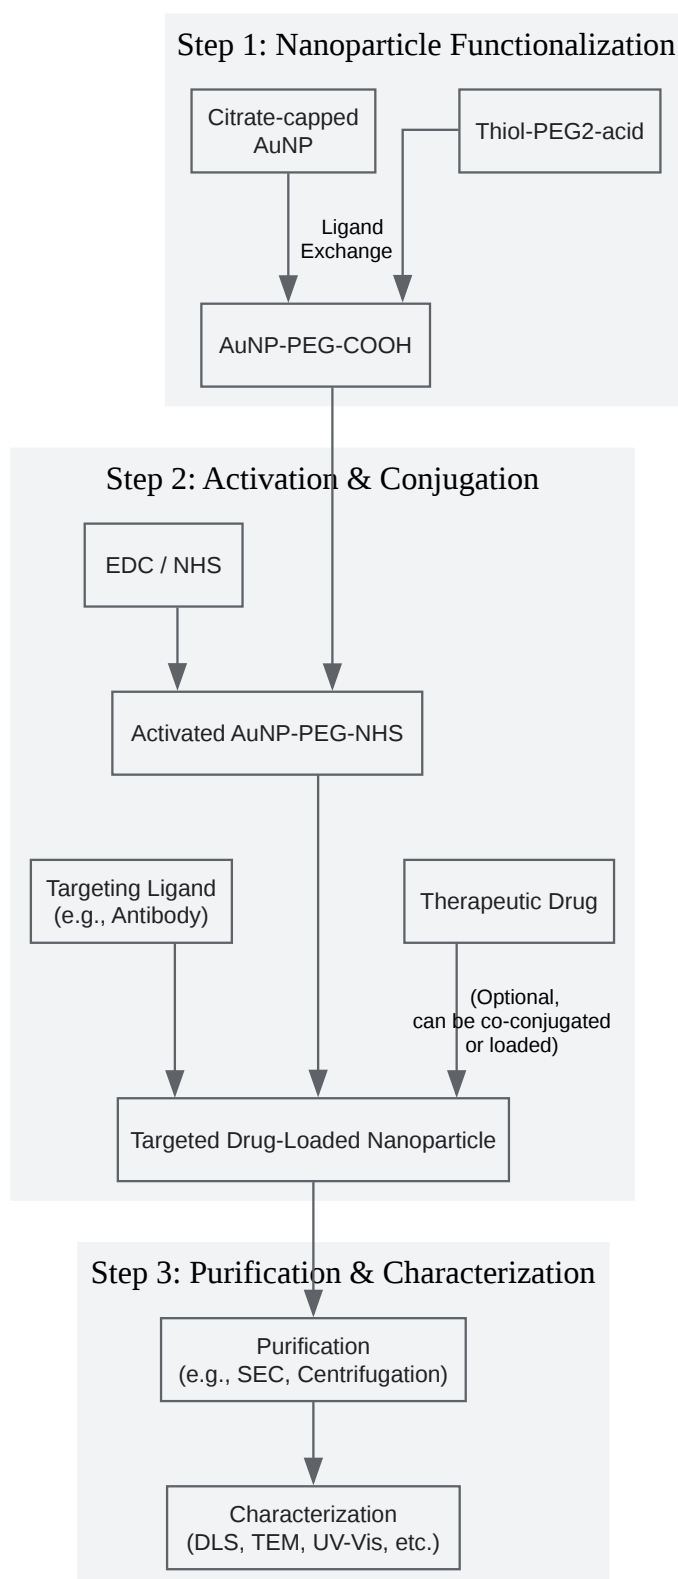 Step 1: Nanoparticle Functionalization
Citrate-capped
AuNP
Thiol-PEG2-acid
Ligand
Exchange
AuNP-PEG-COOH
Step 2: Activation & Conjugation
EDC / NHS
Activated AuNP-PEG-NHS
Targeting Ligand
(e.g., Antibody)
Therapeutic Drug
(Optional,
can be co-conjugated
or loaded)
Targeted Drug-Loaded Nanoparticle
Step 3: Purification & Characterization
Purification
(e.g., SEC, Centrifugation)
Characterization
(DLS, TEM, UV-Vis, etc.)